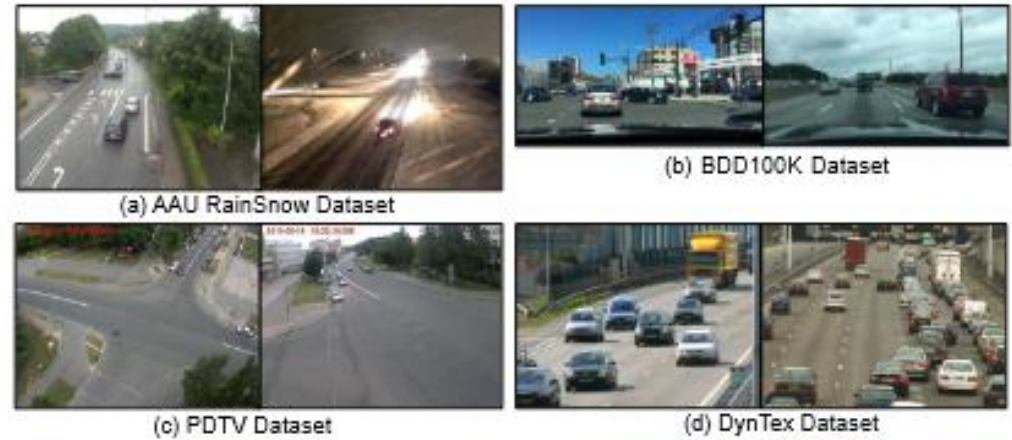 (a) AAU RainSnow Dataset
(b) BDD100K Dataset
(c) PDTV Dataset
(d) DynTex Dataset